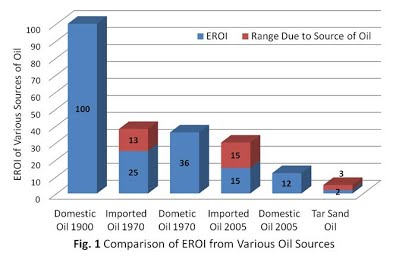 EROI of Various Sources of Oil
100
90
80
70
60
50
40
30
20
10
0
EROI
Range Due to Source of Oil
100
13
25
36
15
15
12
3
2
Domestic Oil 1900
Imported Oil 1970
Dometic Oil 1970
Imported Oil 2005
Domestic Oil 2005
Tar Sand Oil
Fig. 1 Comparison of EROI from Various Oil Sources